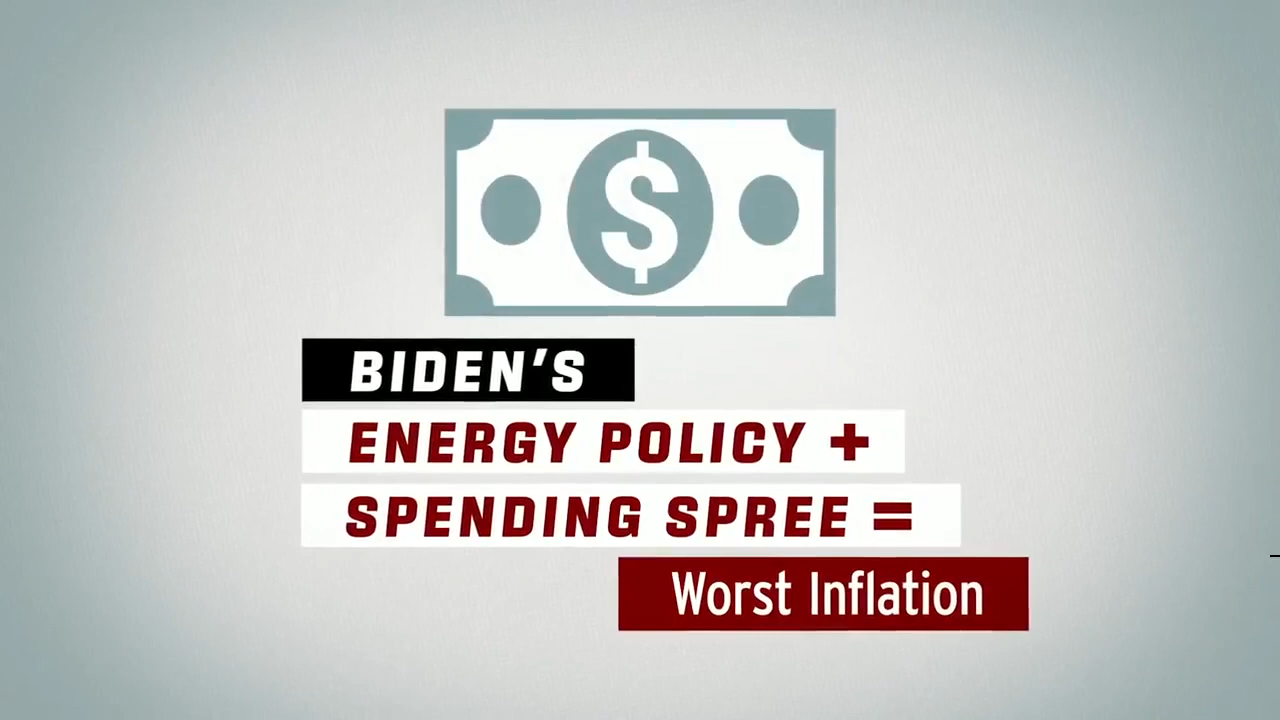 $
BIDEN'S
ENERGY POLICY +
SPENDING SPREE =
Worst Inflation